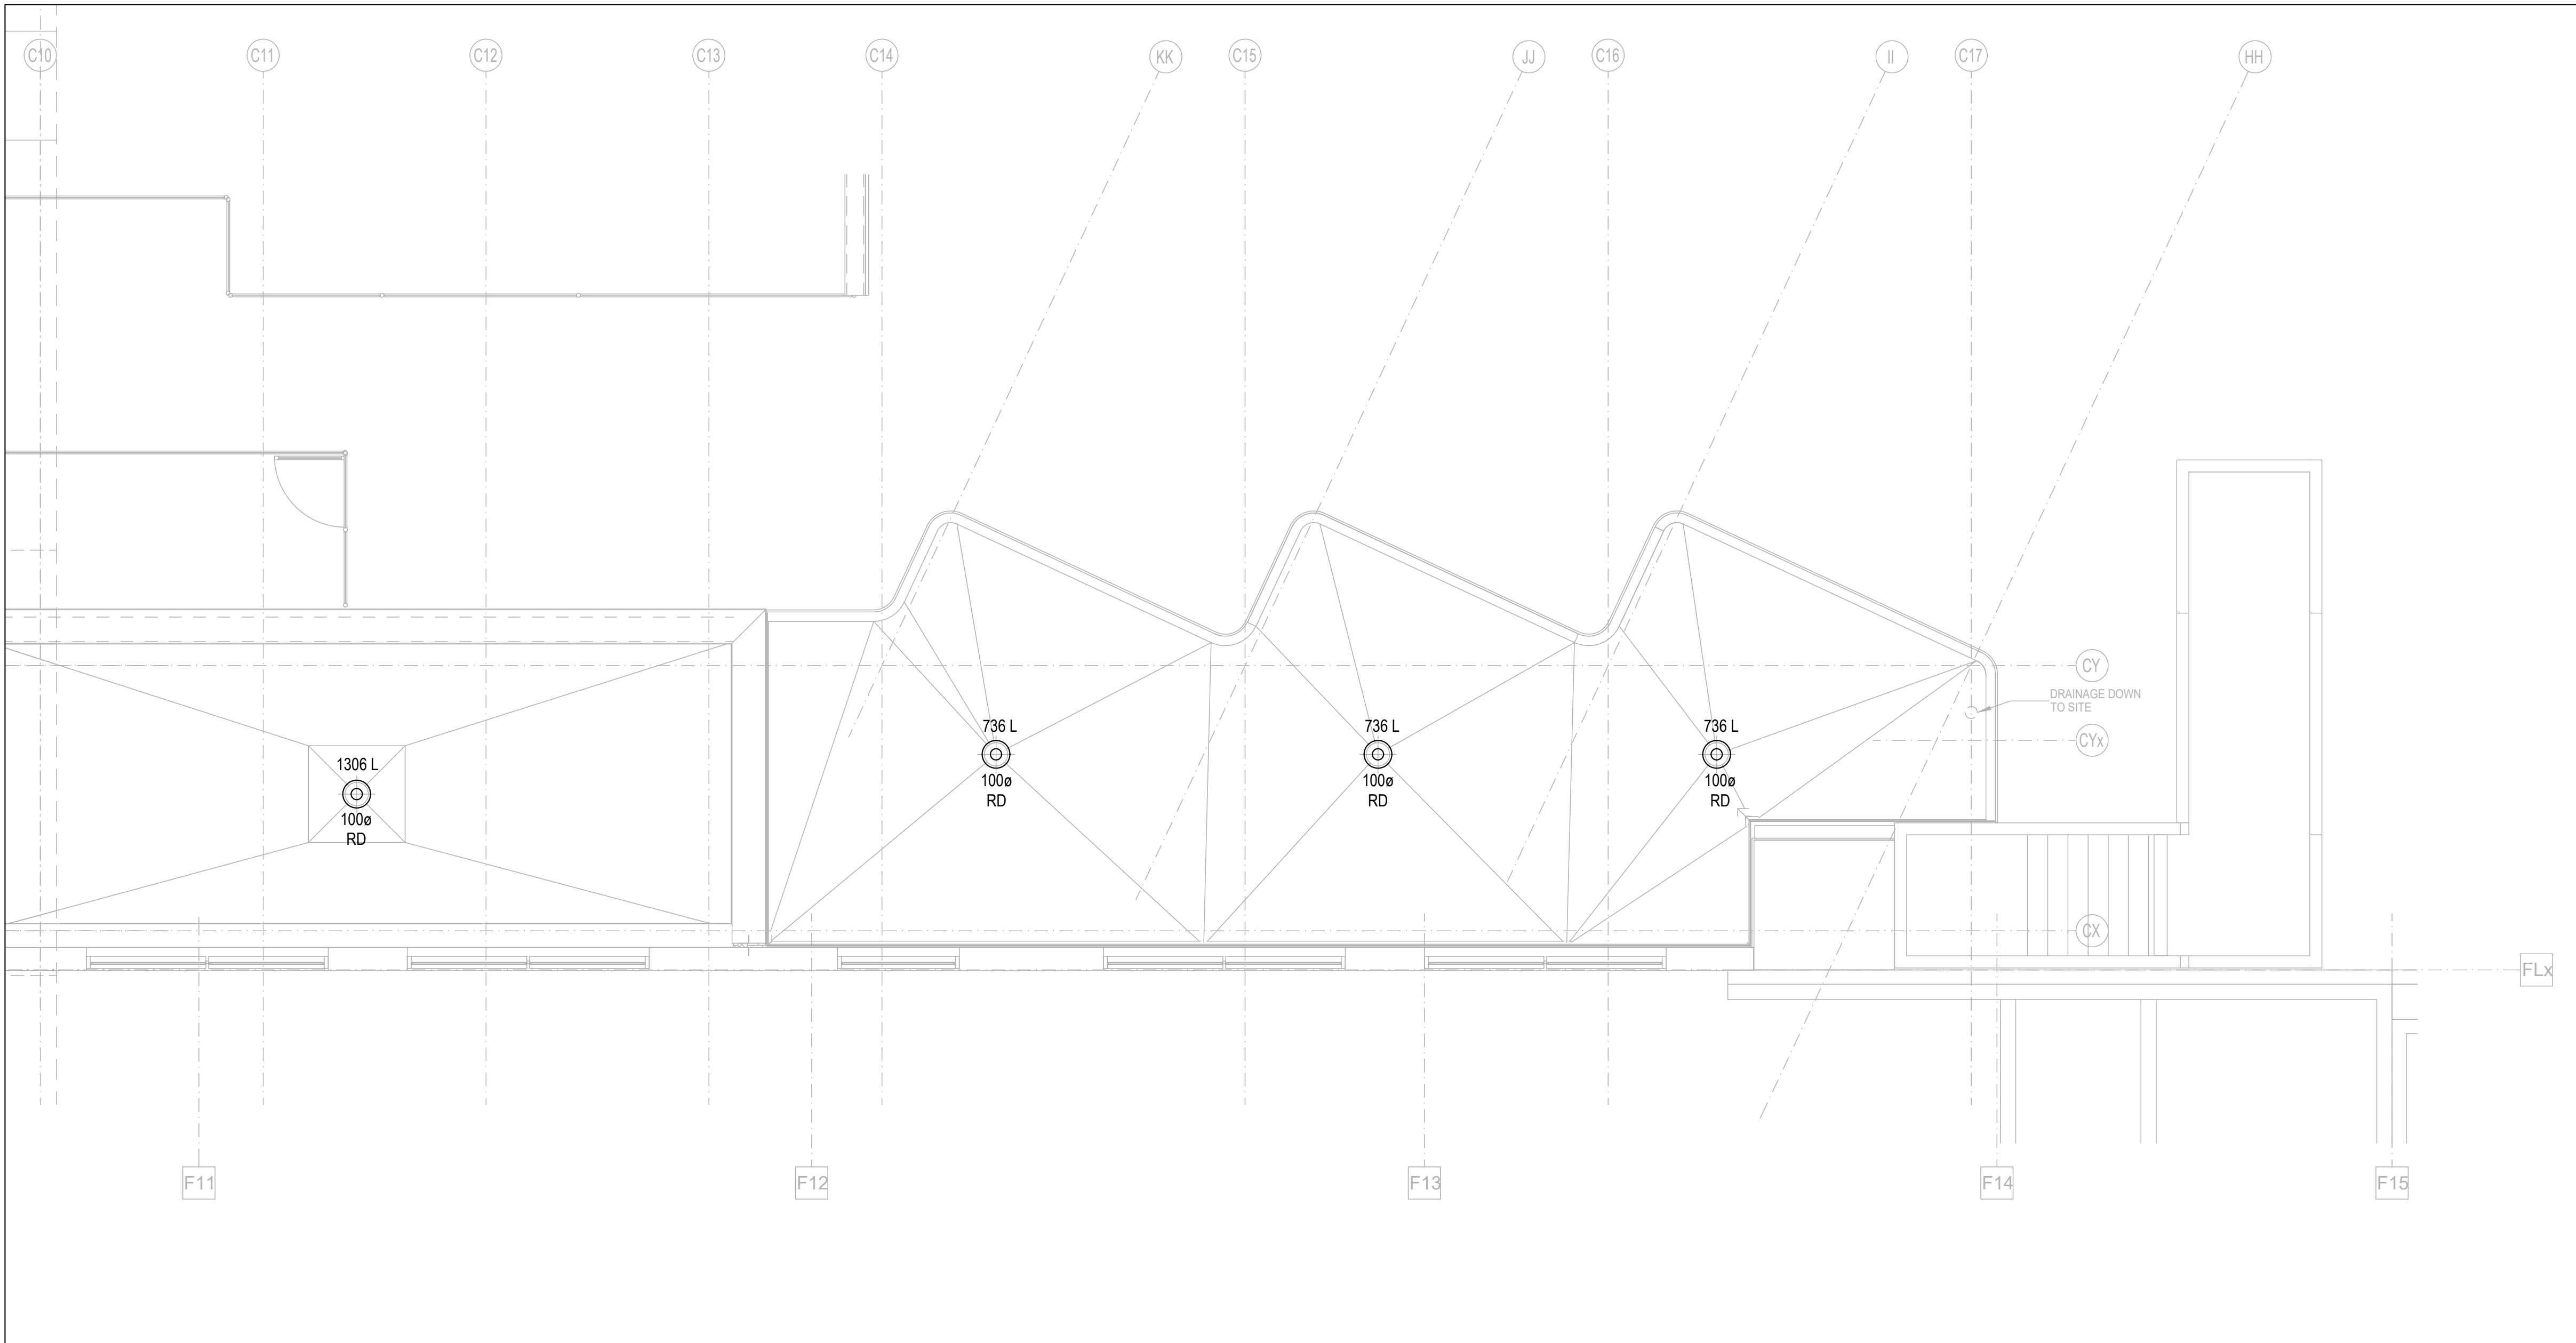 C10
C11
C12
C13
C14
KK
C15
JJ
C16
II
C17
HH
CY
DRAINAGE DOWN
TO SITE
CYx
736 L
100ø
RD
736 L
100ø
RD
736 L
100ø
RD
1306 L
100ø
RD
CX
FLx
F11
F12
F13
F14
F15